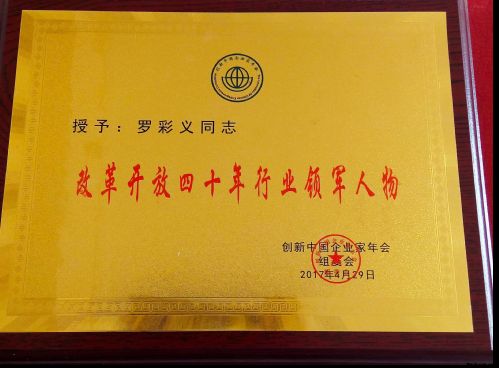 授予：罗彩义同志
改革开放四十年行业领军人物
创新中国企业家年会
组委会
2017年4月29日